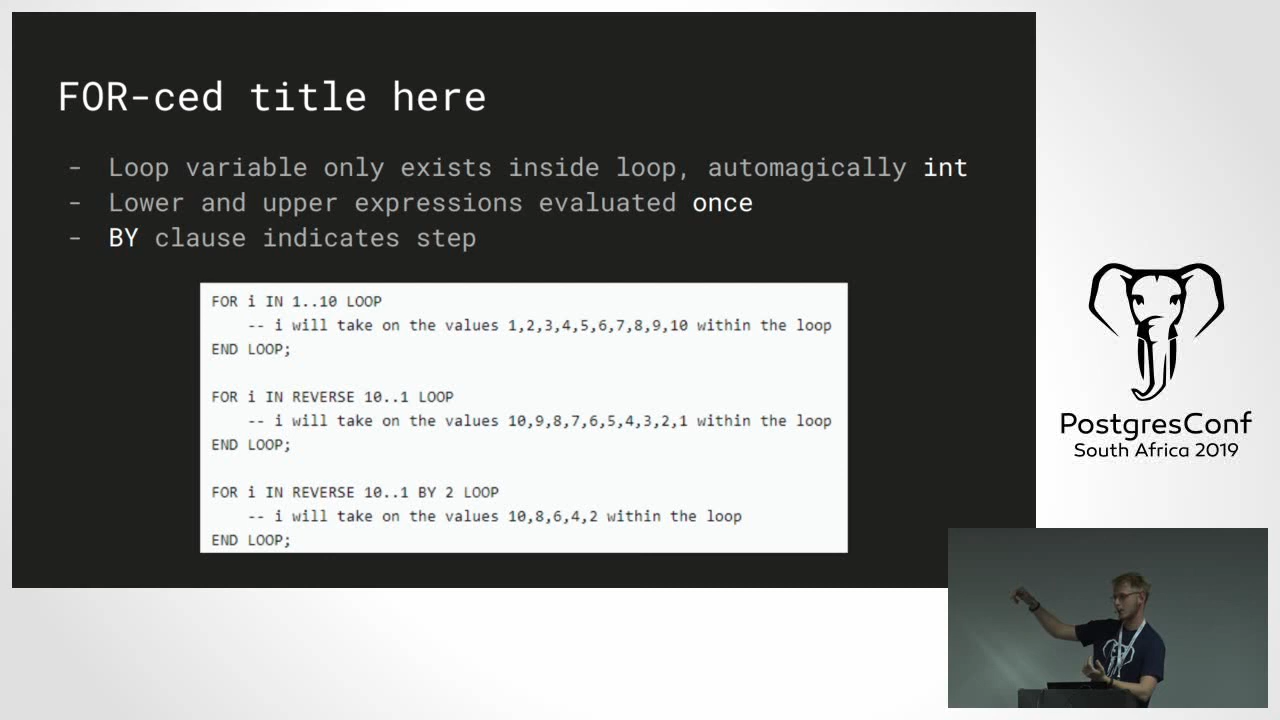 FOR-ced title here
- Loop variable only exists inside loop, automagically int
- Lower and upper expressions evaluated once
- BY clause indicates step
FOR i IN 1..10 LOOP
    -- i will take on the values 1,2,3,4,5,6,7,8,9,10 within the loop
END LOOP;
FOR i IN REVERSE 10..1 LOOP
    -- i will take on the values 10,9,8,7,6,5,4,3,2,1 within the loop
END LOOP;
FOR i IN REVERSE 10..1 BY 2 LOOP
    -- i will take on the values 10,8,6,4,2 within the loop
END LOOP;
PostgresConf
South Africa 2019